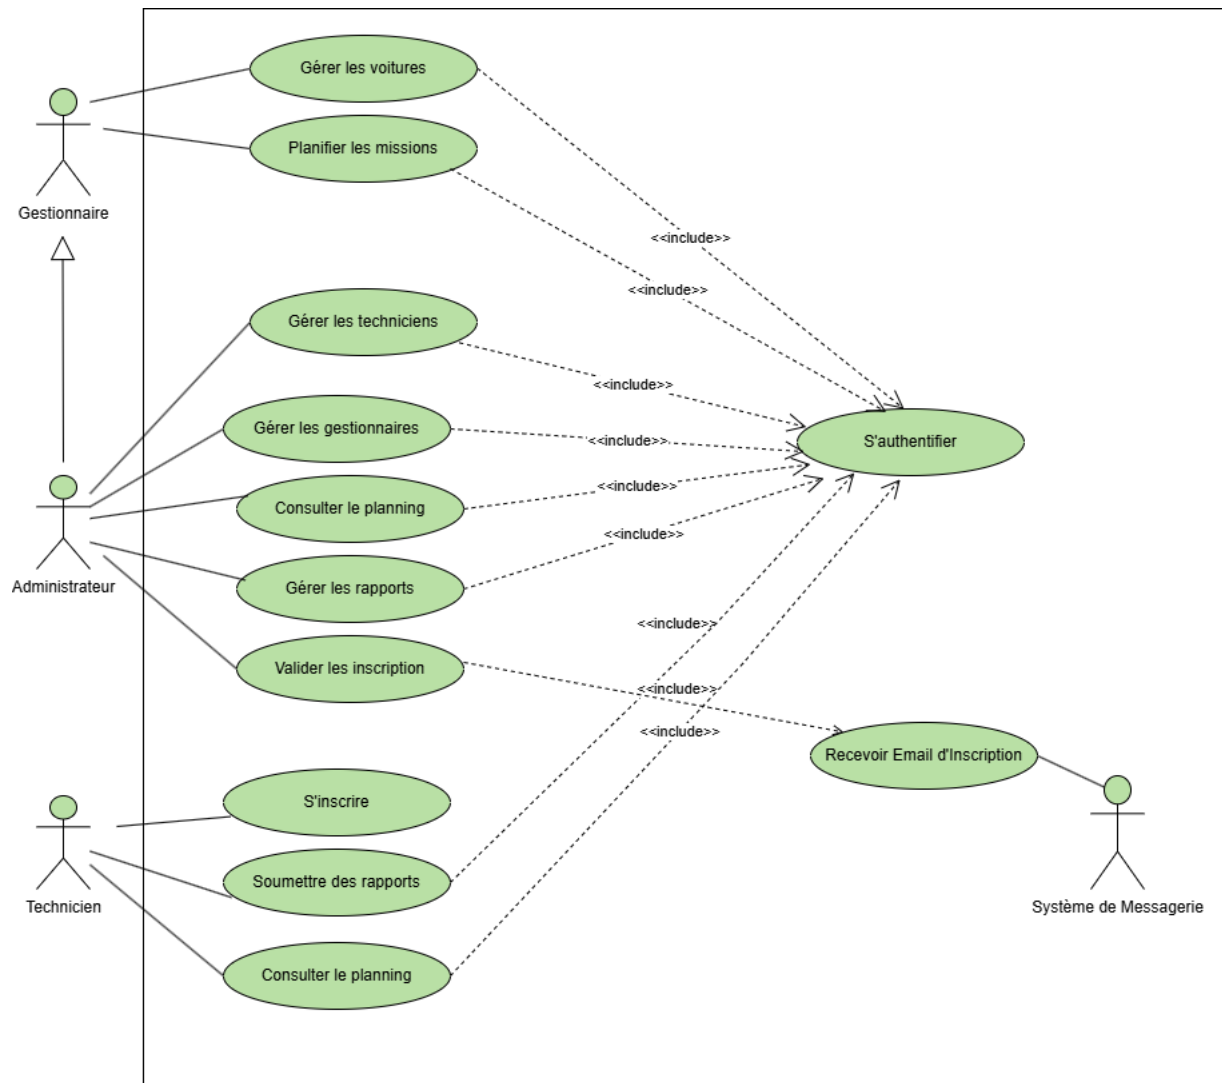 Gérer les voitures
Planifier les missions
Gestionnaire
<<include>>
<<include>>
Gérer les techniciens
<<include>>
Gérer les gestionnaires
<<include>>
S'authentifier
Consulter le planning
<<include>>
<<include>>
Administrateur
Gérer les rapports
<<include>>
Valider les inscription
<<include>>
<<include>>
Recevoir Email d'Inscription
S'inscrire
Soumettre des rapports
Technicien
Système de Messagerie
Consulter le planning